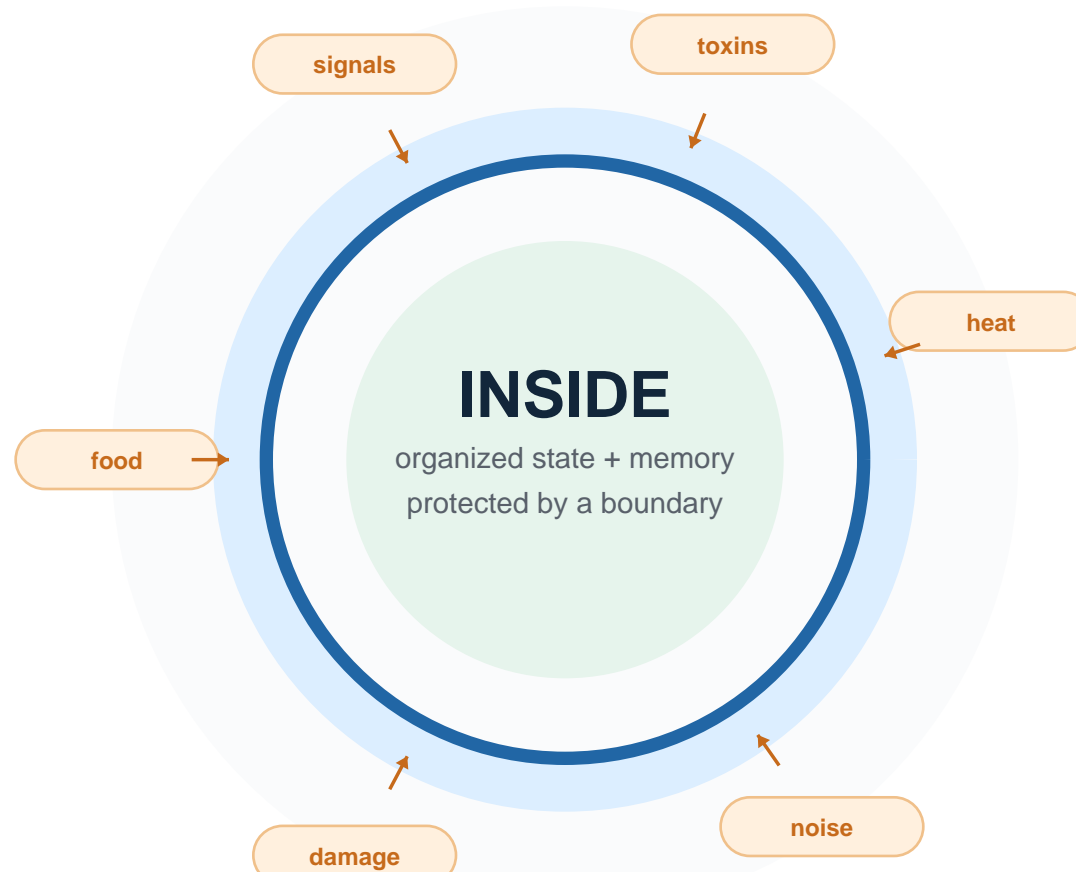 toxins
signals
heat
INSIDE
organized state + memory
food
protected by a boundary
noise
damage